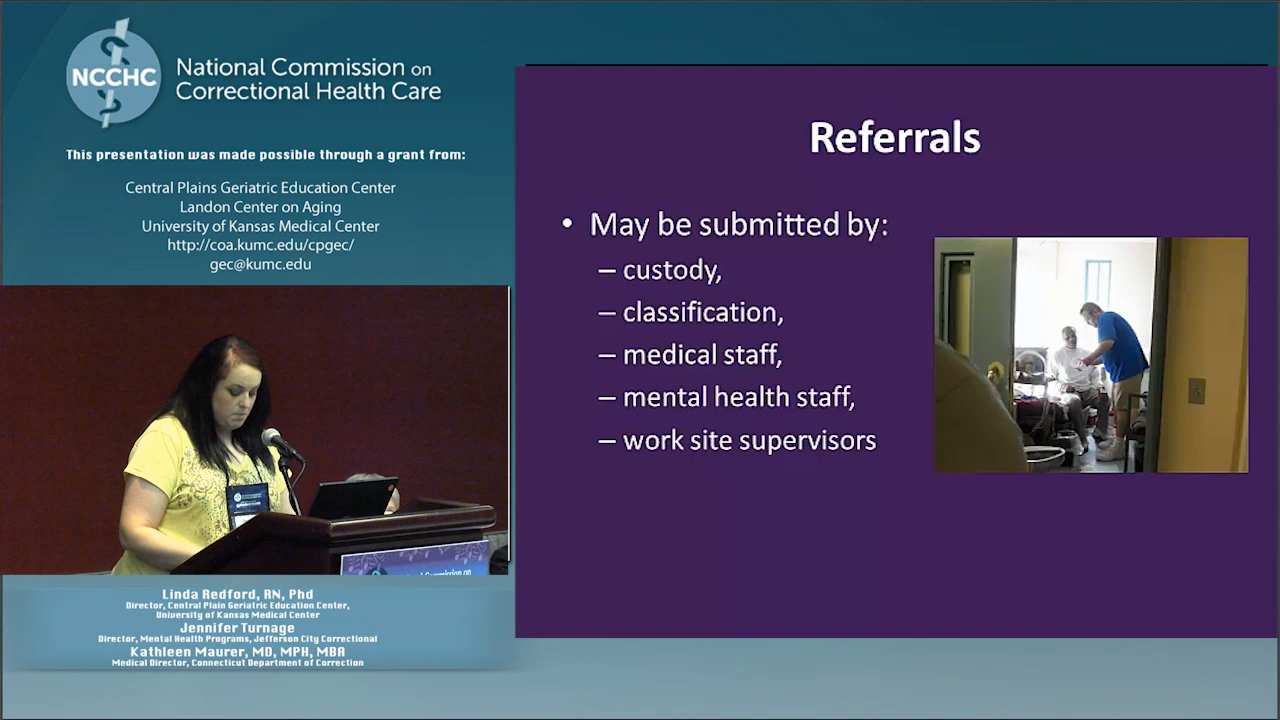 NCCHC
National Commission on
Correctional Health Care
This presentation was made possible through a grant from:
Central Plains Geriatric Education Center
Landon Center on Aging
University of Kansas Medical Center
http://coa.kumc.edu/cpgec/
gec@kumc.edu
Linda Redford, RN, Phd
Director, Central Plain Geriatric Education Center,
University of Kansas Medical Center
Jennifer Turnage
Director, Mental Health Programs, Jefferson City Correctional
Kathleen Maurer, MD, MPH, MBA
Medical Director, Connecticut Department of Correction
Referrals
• May be submitted by:
– custody,
– classification,
– medical staff,
– mental health staff,
– work site supervisors